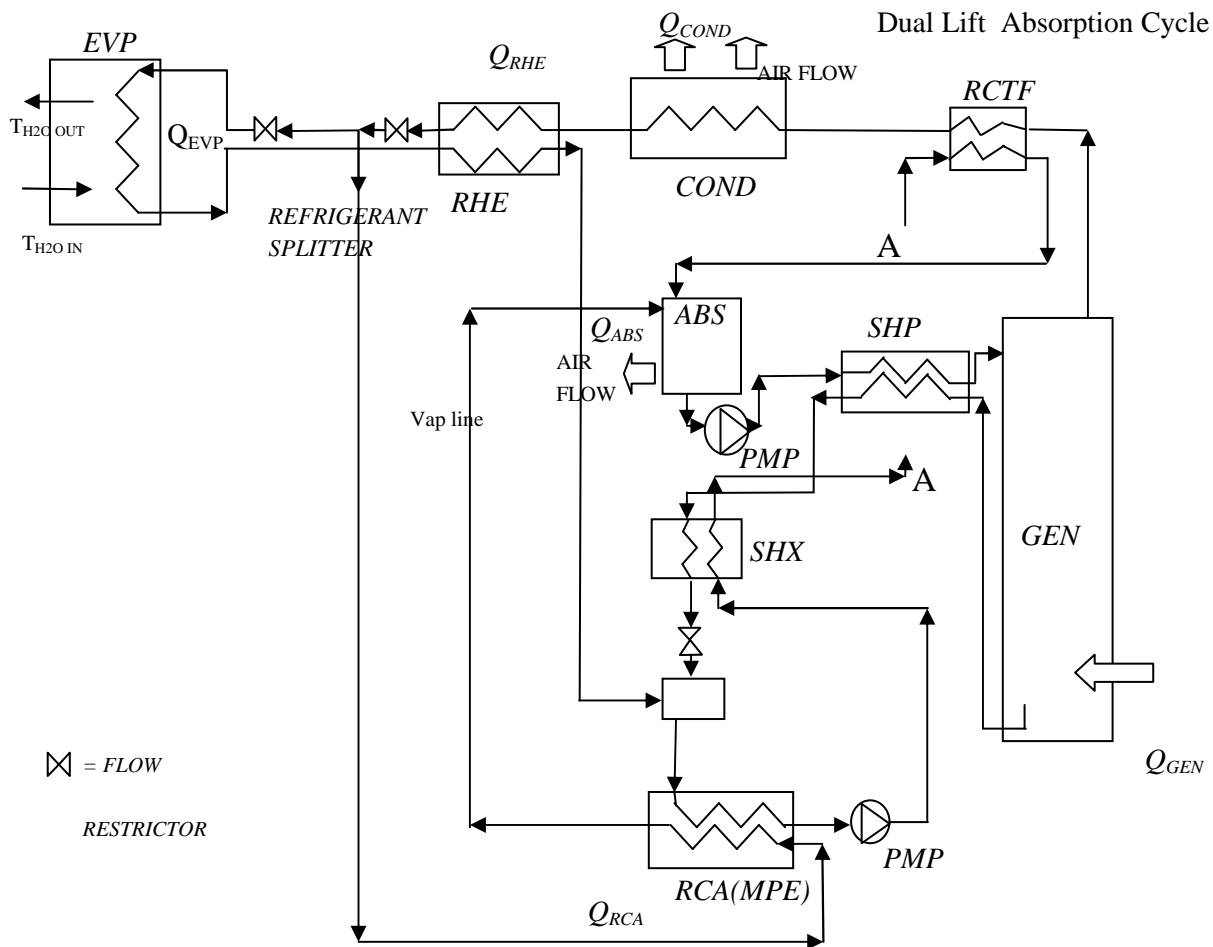 Dual Lift Absorption Cycle
EVP
Q_COND
Q_RHE
AIR FLOW
RCTF
T_H2O OUT
Q_EVP
COND
RHE
REFRIGERANT
SPLITTER
T_H2O IN
A
ABS
Q_ABS
SHP
AIR
FLOW
Vap line
PMP
A
SHX
GEN
= FLOW
RESTRICTOR
Q_GEN
PMP
RCA(MPE)
Q_RCA